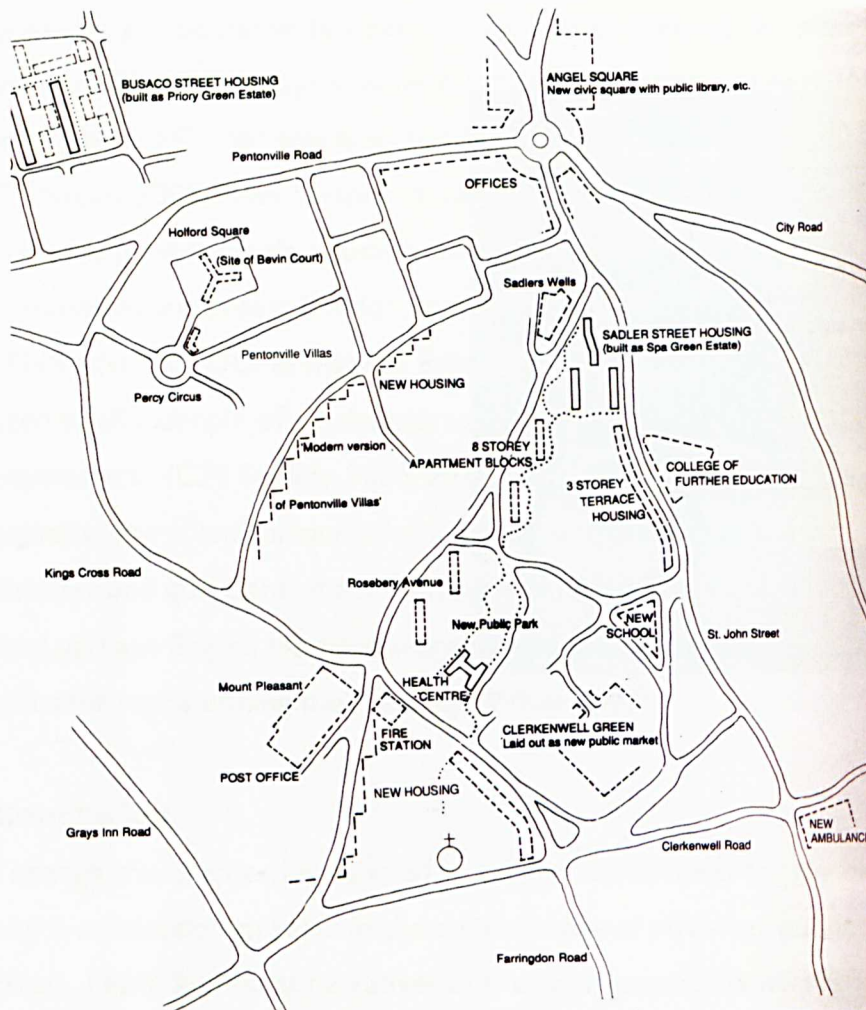 BUSACO STREET HOUSING
(built as Priory Green Estate)
ANGEL SQUARE
New civic square with public library, etc.
Pentonville Road
OFFICES
City Road
Holford Square
(Site of Bevin Court)
Sadlers Wells
SADLER STREET HOUSING
(built as Spa Green Estate)
Pentonville Villas
NEW HOUSING
Percy Circus
'Modern version
of Pentonville Villas'
8 STOREY
APARTMENT BLOCKS
3 STOREY
TERRACE
HOUSING
COLLEGE OF
FURTHER EDUCATION
Kings Cross Road
Rosebery Avenue
New Public Park
NEW
SCHOOL
St. John Street
Mount Pleasant
HEALTH
CENTRE
FIRE
STATION
CLERKENWELL GREEN
'Laid out as new public market
POST OFFICE
NEW HOUSING
Grays Inn Road
Clerkenwell Road
NEW
AMBULANCE
Farringdon Road